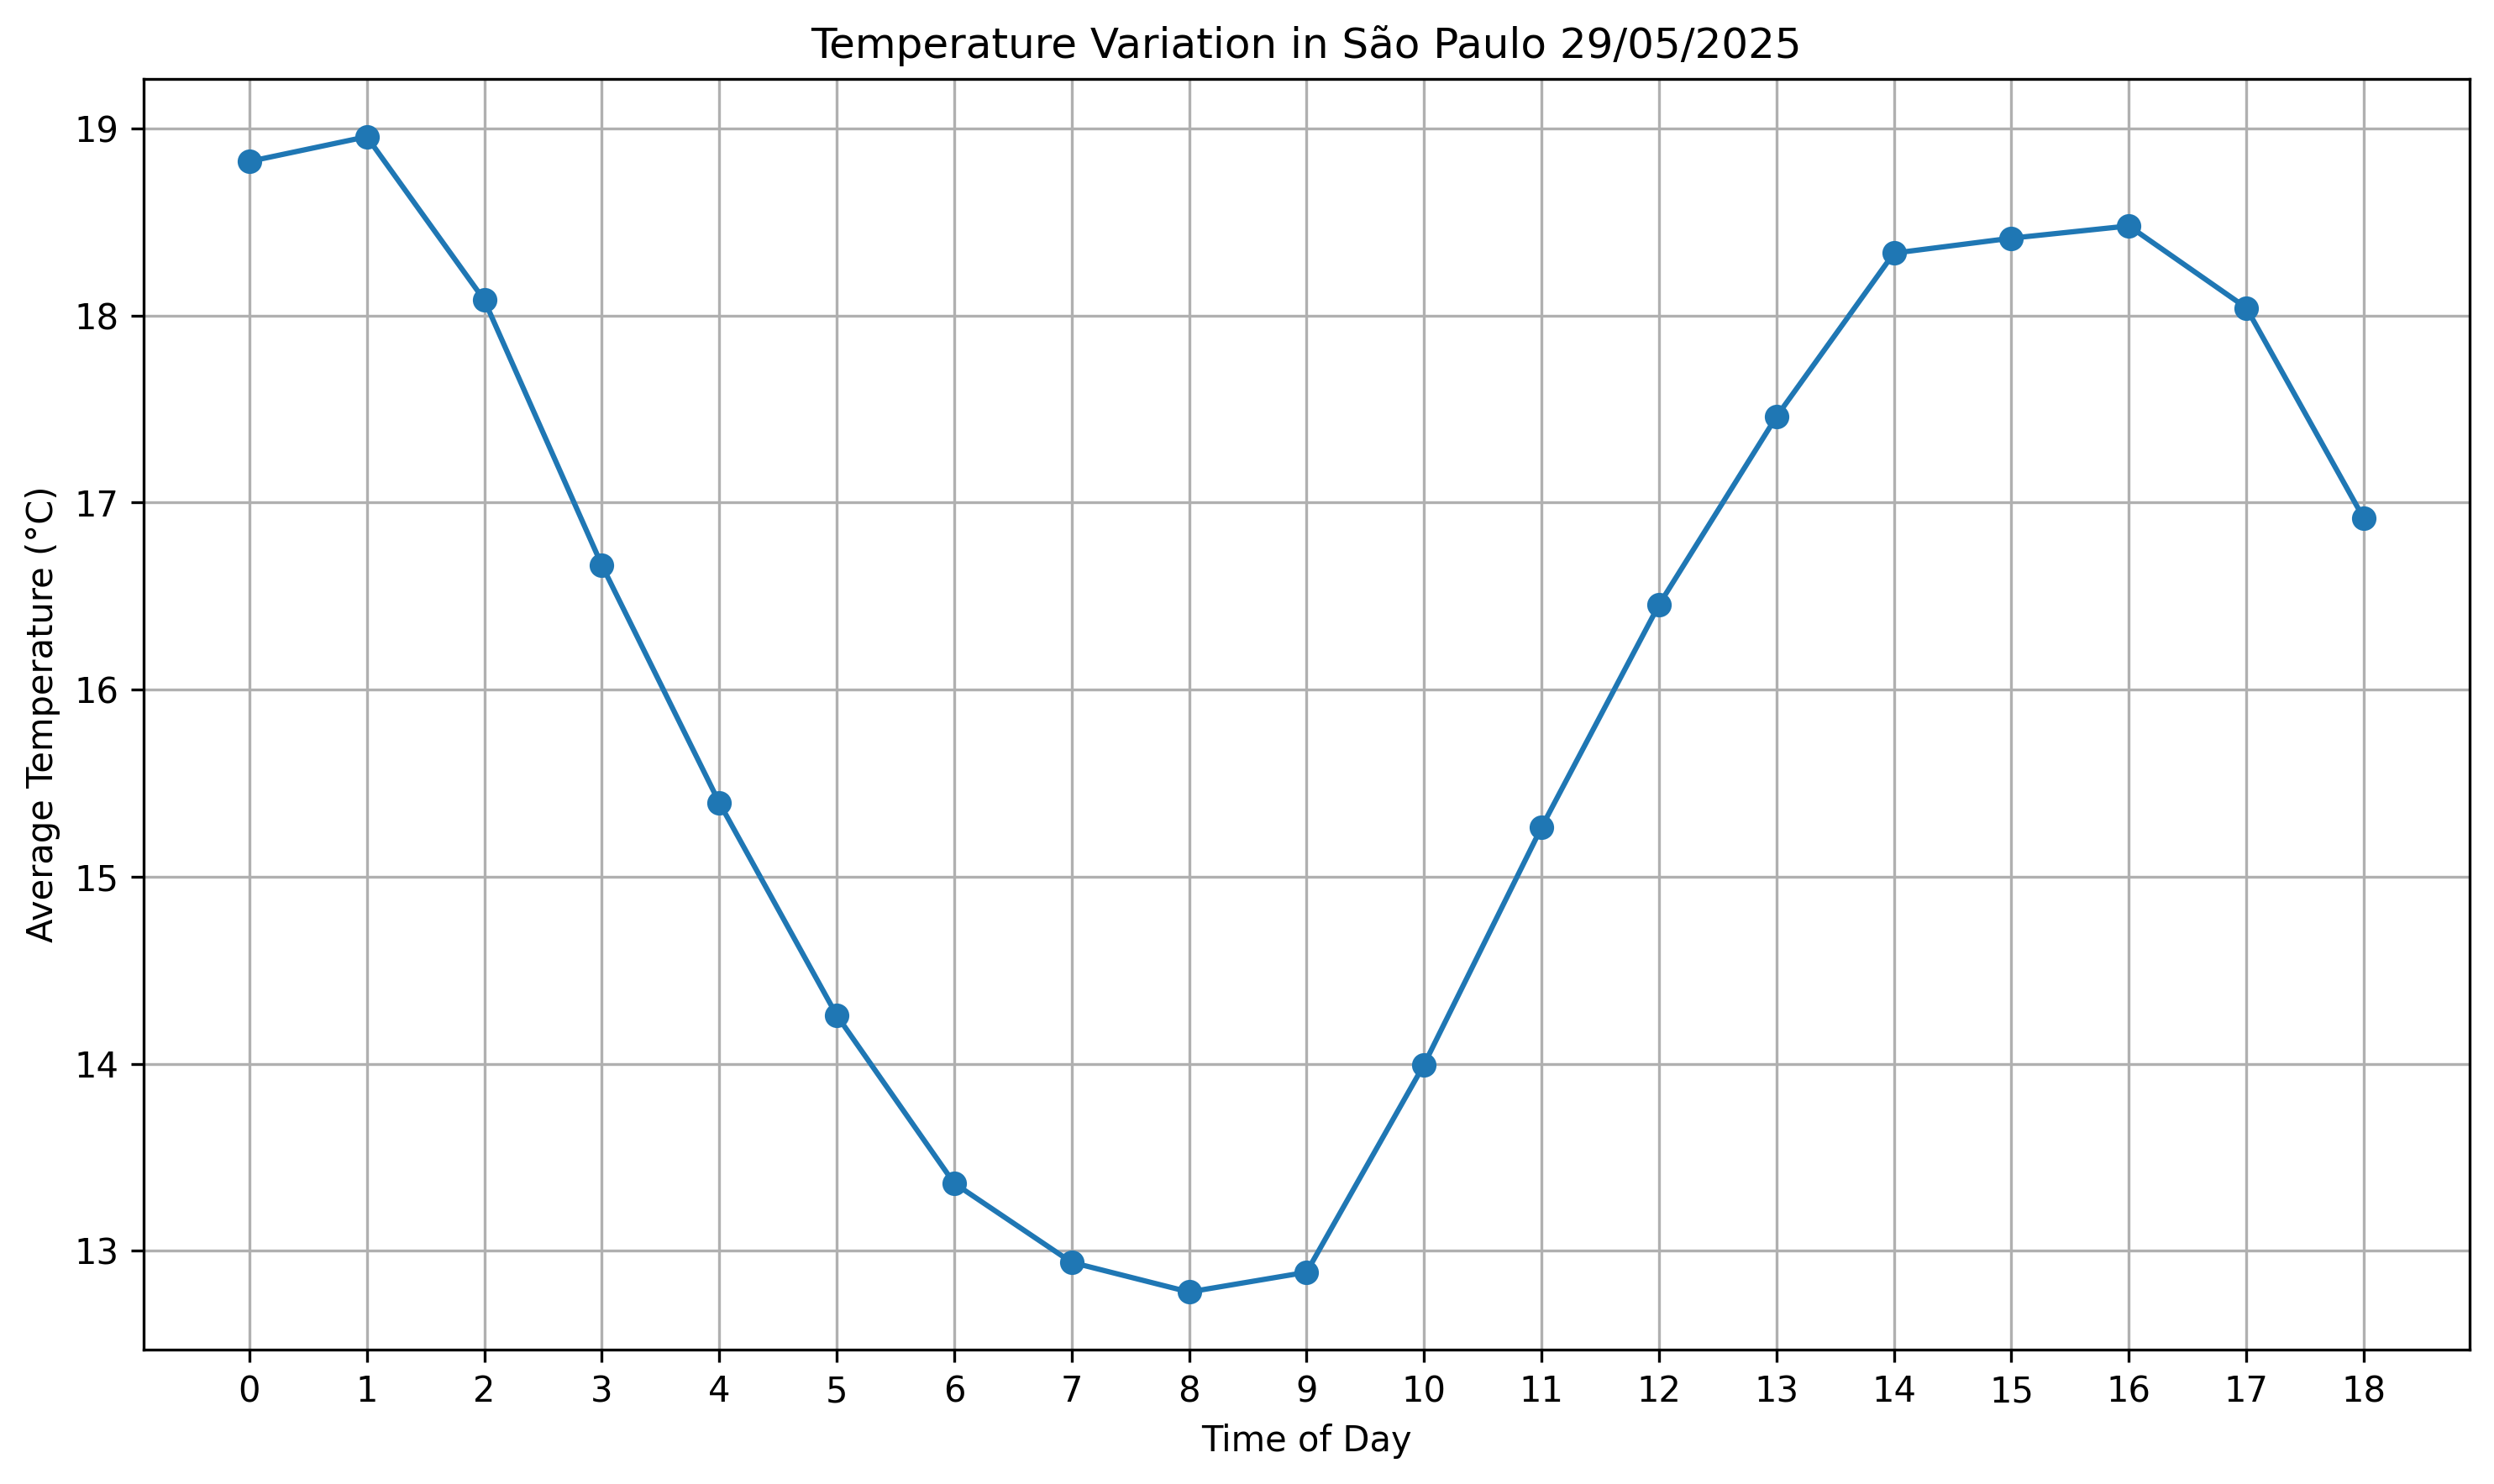 Temperature Variation in São Paulo 29/05/2025
19
18
17
16
15
14
13
Average Temperature (°C)
0 1 2 3 4 5 6 7 8 9 10 11 12 13 14 15 16 17 18
Time of Day